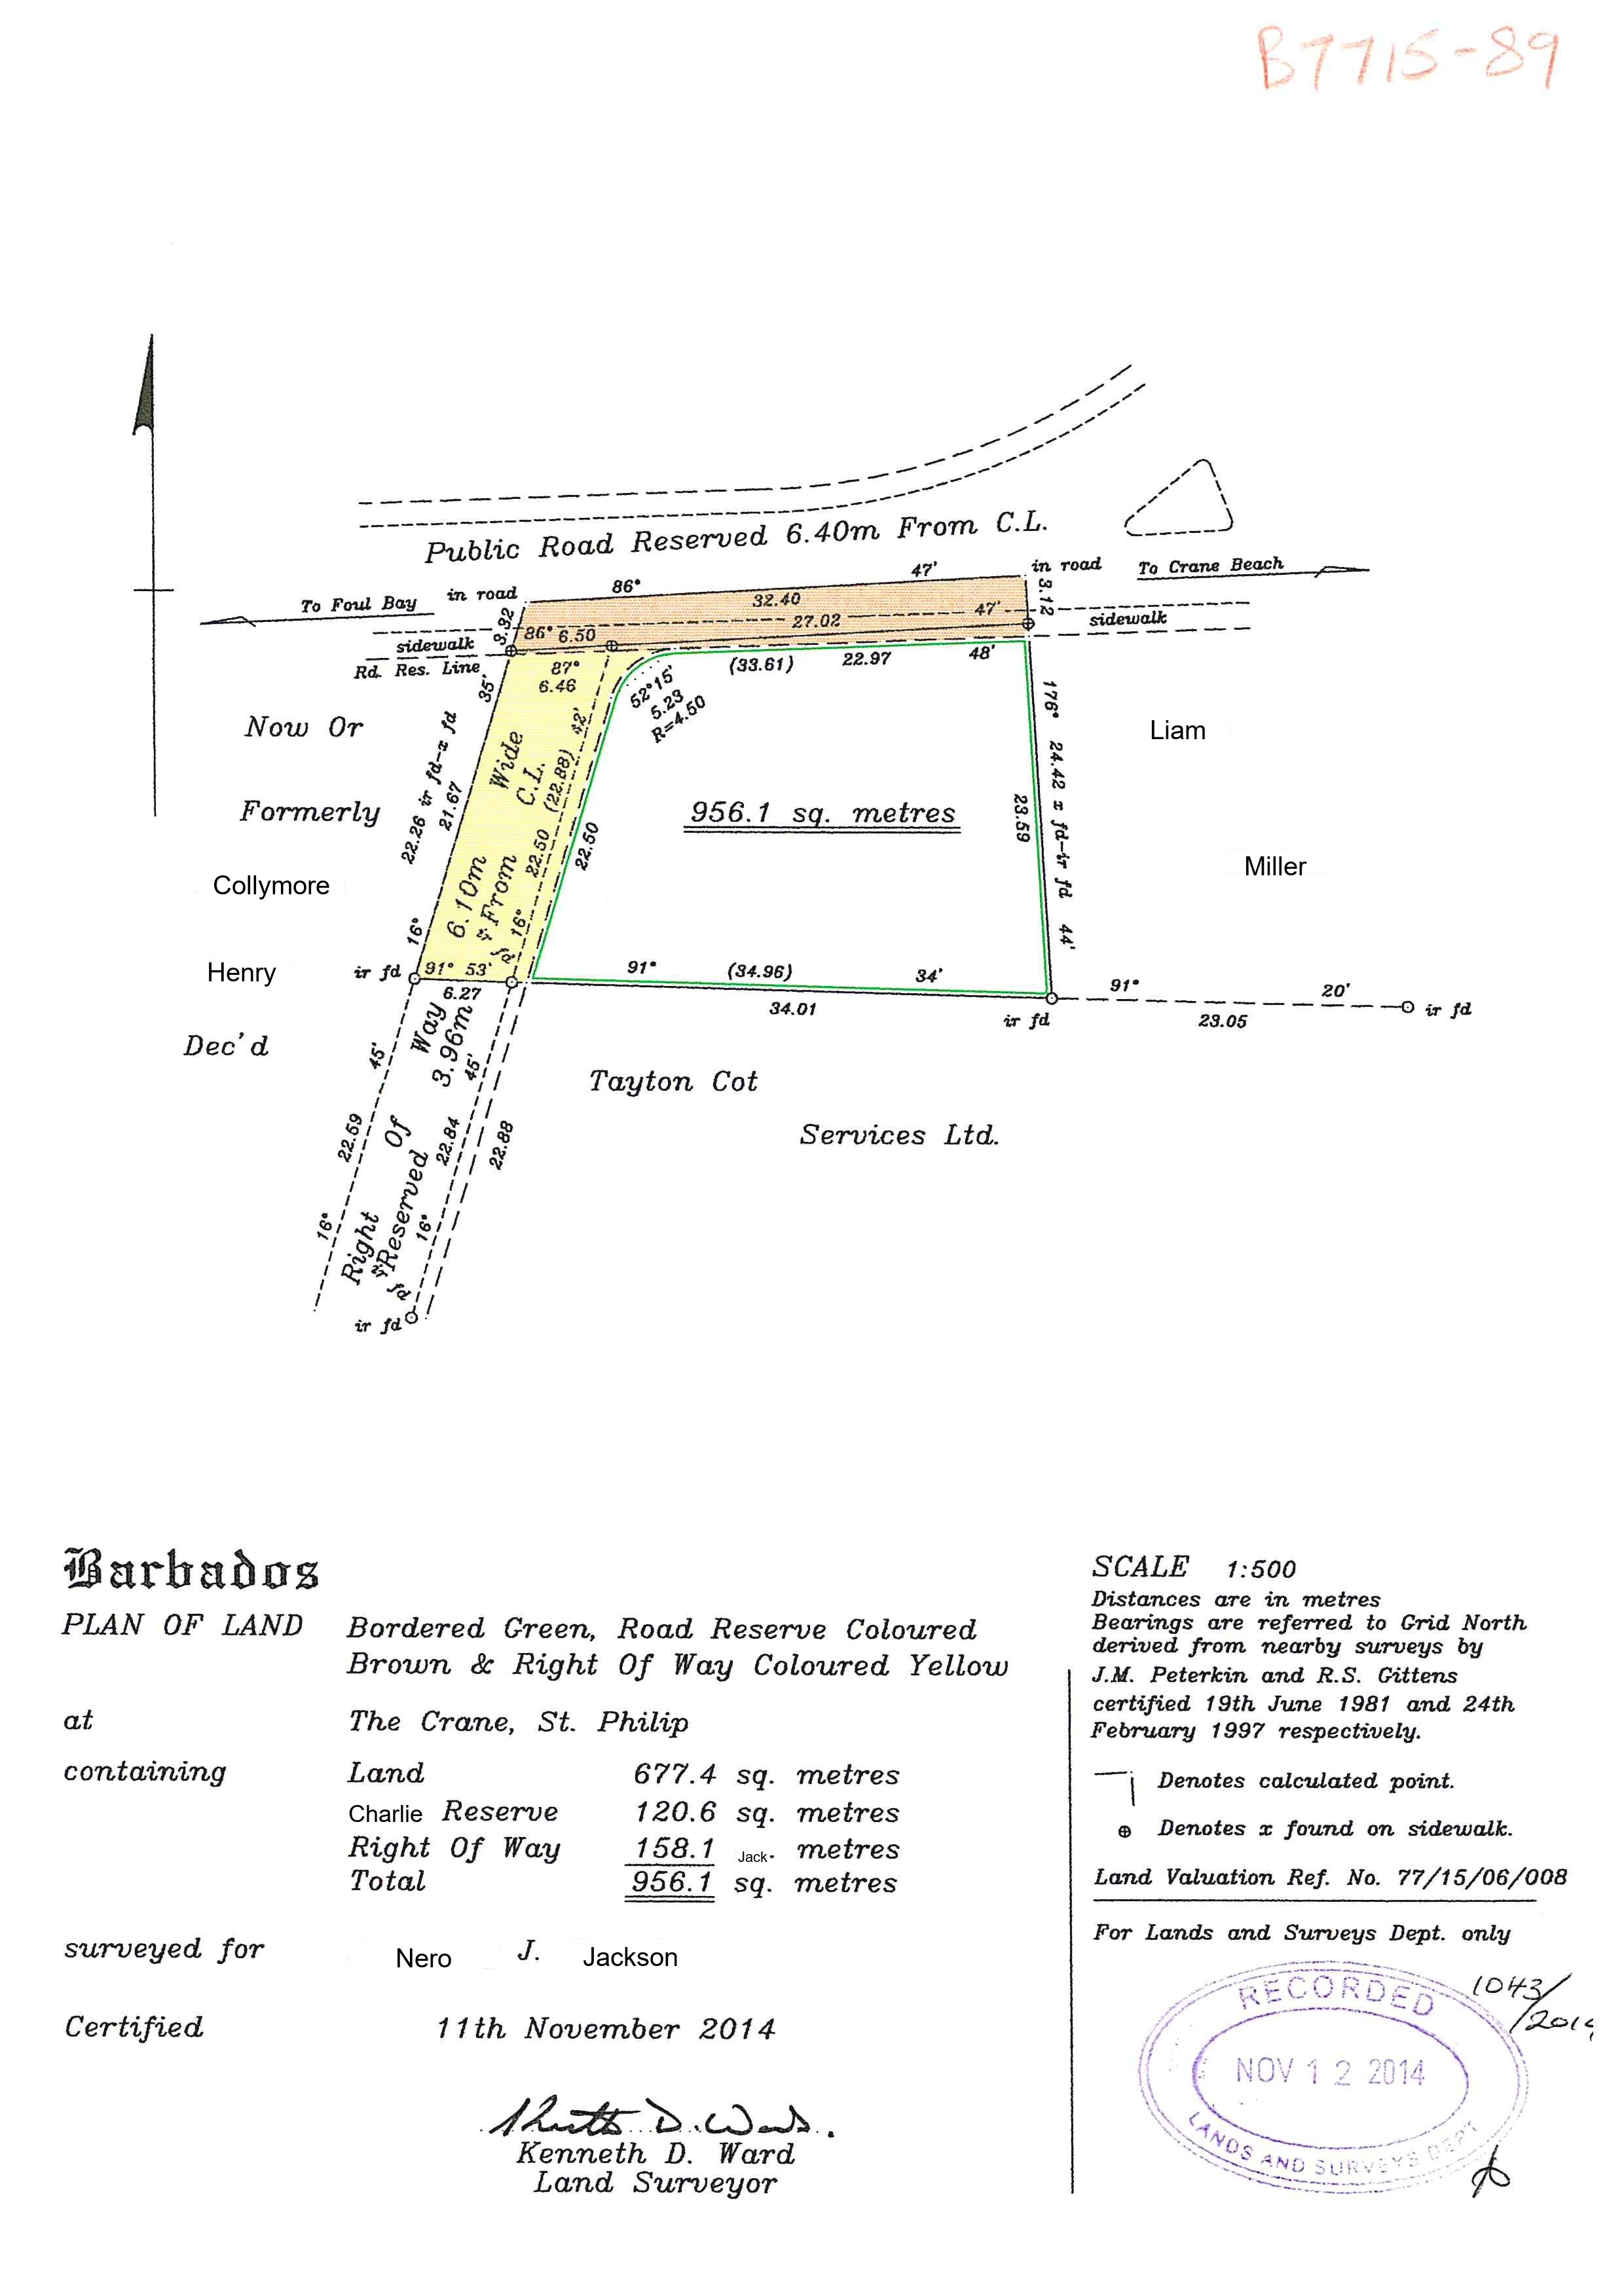 B7715-89
Public Road Reserved 6.40m From C.L.
in road
To Crane Beach
47'
86°
in road
To Foul Bay
3.12
32.40
47'
27.02
3.32
86° 6.50
sidewalk
sidewalk
Rd. Res. Line
87°
6.46
(33.61)
22.97
48'
52°15'
5.23
R=4.50
35'
22.26 ir fd-x fd
21.67
16°
Now Or
Formerly
Collymore
Henry
Dec'd
6.10m Wide
From C.L.
42'
(22.88)
22.50
16°
22.50
956.1 sq. metres
176° 24.42 x fd-ir fd 44'
23.59
Liam
Miller
ir fd
91° 53'
6.27
91°
(34.96)
34'
34.01
ir fd
91°
20'
23.05
ir fd
Right Of Way
Reserved 3.96m
45'
22.59
16°
45'
22.84
16°
22.88
ir fd
Tayton Cot
Services Ltd.
Barbados
PLAN OF LAND Bordered Green, Road Reserve Coloured
Brown & Right Of Way Coloured Yellow
at The Crane, St. Philip
containing Land 677.4 sq. metres
Charlie Reserve 120.6 sq. metres
Right Of Way 158.1 Jack. metres
Total 956.1 sq. metres
surveyed for Nero J. Jackson
Certified 11th November 2014
Kenneth D. Ward
Kenneth D. Ward
Land Surveyor
SCALE 1:500
Distances are in metres
Bearings are referred to Grid North
derived from nearby surveys by
J.M. Peterkin and R.S. Gittens
certified 19th June 1981 and 24th
February 1997 respectively.
Denotes calculated point.
Denotes x found on sidewalk.
Land Valuation Ref. No. 77/15/06/008
For Lands and Surveys Dept. only
1043/
/2014
RECORDED
NOV 12 2014
LANDS AND SURVEYS DEPT